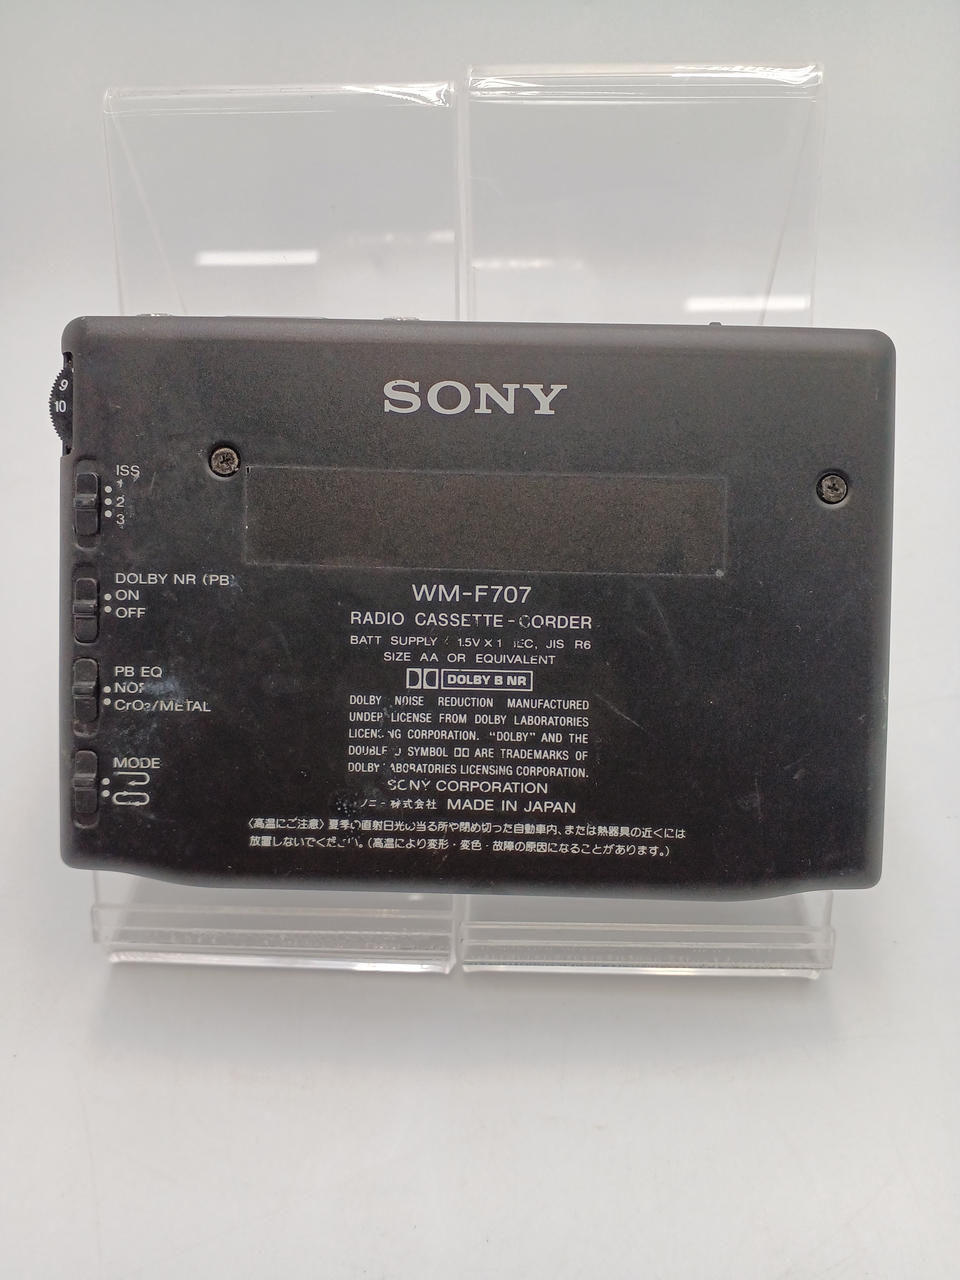 SONY
9
10
ISS
1
2
3
DOLBY NR (PB)
ON
OFF
PB EQ
CrO2/METAL
MODE
WM-F707
RADIO CASSETTE-CORDER
BATT SUPPLY 1.5V X 1 IEC, JIS R6
SIZE AA OR EQUIVALENT
DOLBY B NR
DOLBY NOISE REDUCTION MANUFACTURED
UNDER LICENSE FROM DOLBY LABORATORIES
LICENSING CORPORATION. "DOLBY" AND THE
DOUBLE D SYMBOL ARE TRADEMARKS OF
DOLBY LABORATORIES LICENSING CORPORATION.
SONY CORPORATION
ソニー株式会社 MADE IN JAPAN
〈高温にご注意〉夏季の直射日光の当る所や閉め切った自動車内、または熱器具の近くには
放置しないでください。(高温により変形・変色・故障の原因になることがあります。)